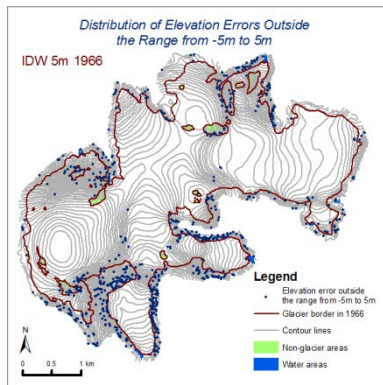 Distribution of Elevation Errors Outside
the Range from -5m to 5m
IDW 5m 1966
Legend
Elevation error outside
the range from -5m to 5m
Glacier border in 1966
Contour lines
Non-glacier areas
Water areas
N
0 0.5 1 km